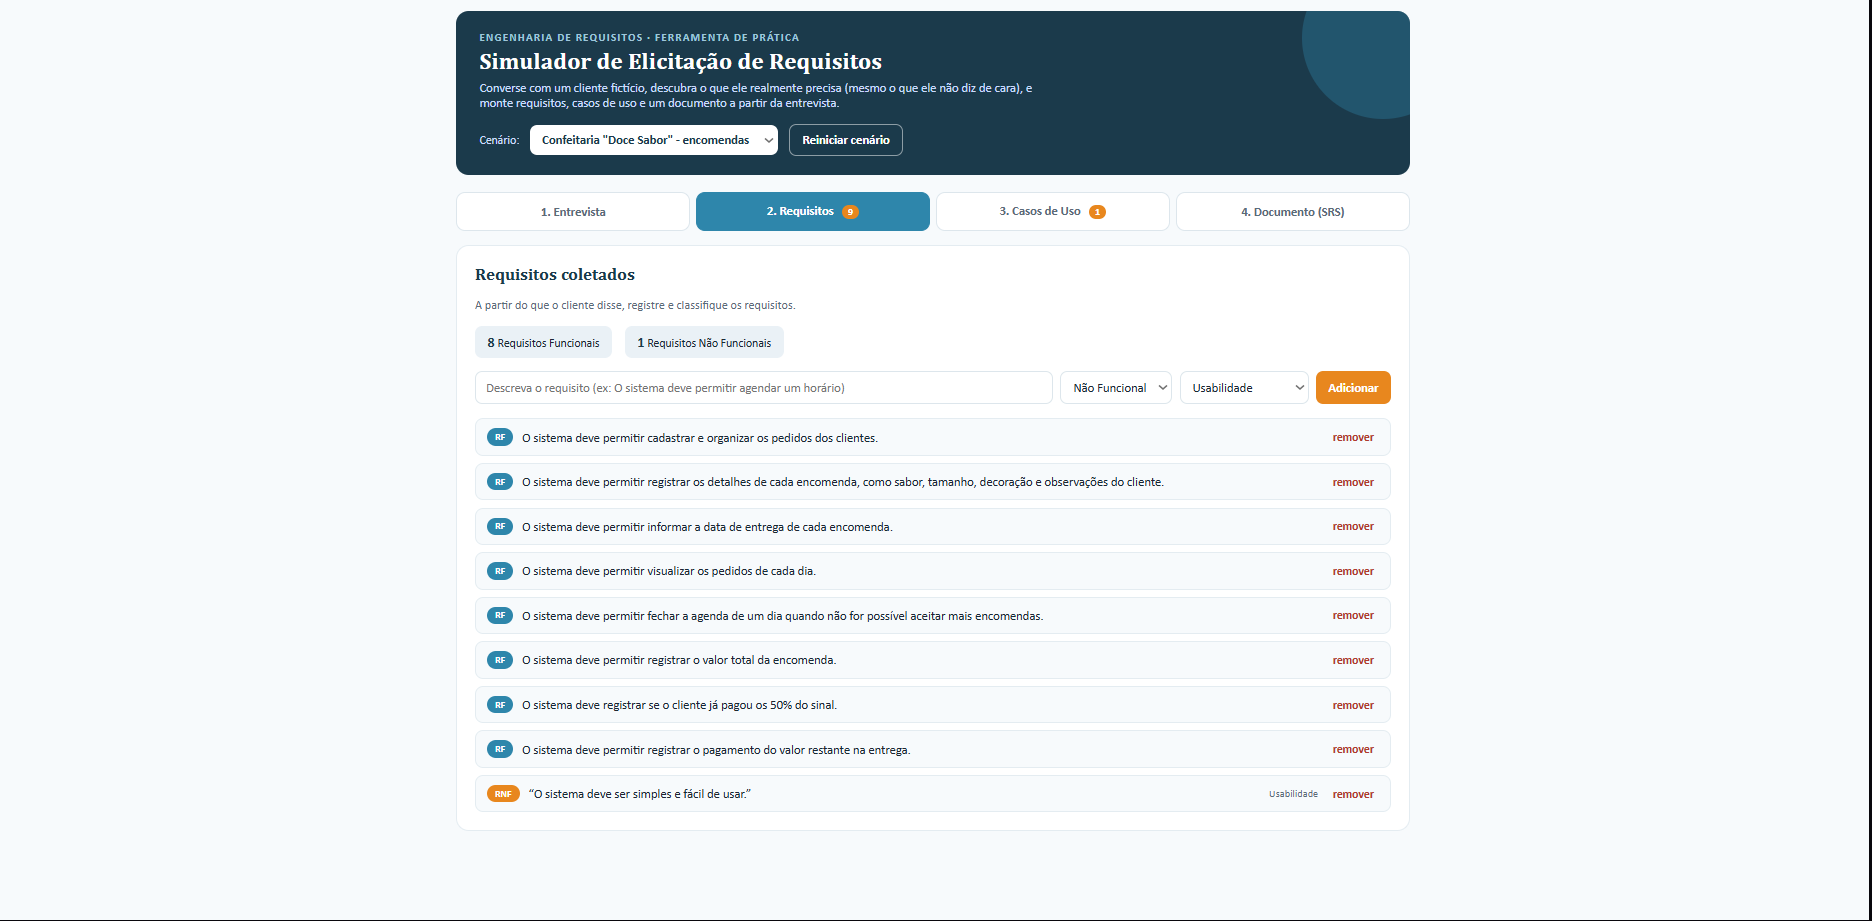 ENGENHARIA DE REQUISITOS • FERRAMENTA DE PRÁTICA
Simulador de Elicitação de Requisitos
Converse com um cliente fictício, descubra o que ele realmente precisa (mesmo o que ele não diz de cara), e
monte requisitos, casos de uso e um documento a partir da entrevista.
Cenário: Confeitaria "Doce Sabor" - encomendas Reiniciar cenário
1. Entrevista 2. Requisitos 9 3. Casos de Uso 1 4. Documento (SRS)
Requisitos coletados
A partir do que o cliente disse, registre e classifique os requisitos.
8 Requisitos Funcionais 1 Requisitos Não Funcionais
Descreva o requisito (ex: O sistema deve permitir agendar um horário) Não Funcional Usabilidade Adicionar
RF O sistema deve permitir cadastrar e organizar os pedidos dos clientes. remover
RF O sistema deve permitir registrar os detalhes de cada encomenda, como sabor, tamanho, decoração e observações do cliente. remover
RF O sistema deve permitir informar a data de entrega de cada encomenda. remover
RF O sistema deve permitir visualizar os pedidos de cada dia. remover
RF O sistema deve permitir fechar a agenda de um dia quando não for possível aceitar mais encomendas. remover
RF O sistema deve permitir registrar o valor total da encomenda. remover
RF O sistema deve registrar se o cliente já pagou os 50% do sinal. remover
RF O sistema deve permitir registrar o pagamento do valor restante na entrega. remover
RNF “O sistema deve ser simples e fácil de usar.” Usabilidade remover